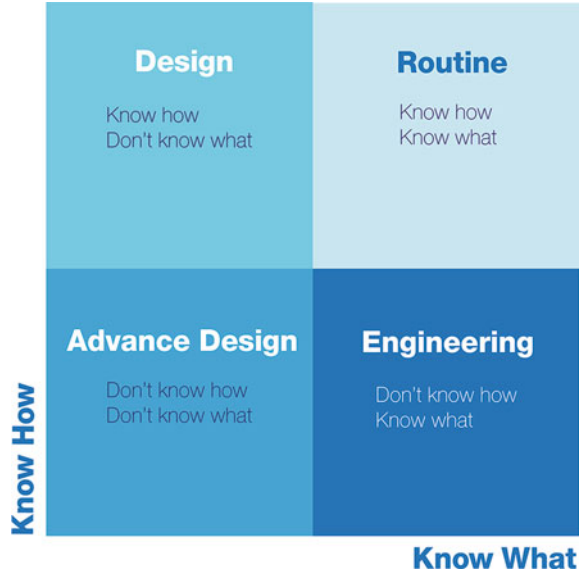 Design
Know how
Don't know what
Routine
Know how
Know what
Advance Design
Don't know how
Don't know what
Engineering
Don't know how
Know what
Know How
Know What